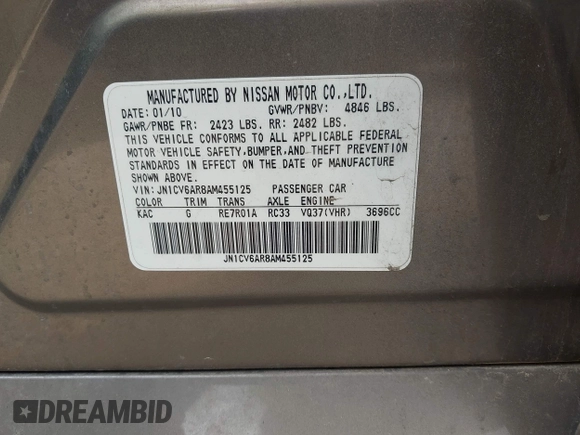 MANUFACTURED BY NISSAN MOTOR CO.,LTD.
DATE: 01/10 GVWR/PNBV: 4846 LBS.
GAWR/PNBE FR: 2423 LBS. RR: 2482 LBS.
THIS VEHICLE CONFORMS TO ALL APPLICABLE FEDERAL
MOTOR VEHICLE SAFETY,BUMPER,AND THEFT PREVENTION
STANDARDS IN EFFECT ON THE DATE OF MANUFACTURE
SHOWN ABOVE.
VIN: JN1CV6AR8AM455125 PASSENGER CAR
COLOR TRIM TRANS AXLE ENGINE
KAC G RE7R01A RC33 VQ37(VHR) 3696CC
JN1CV6AR8AM455125
DREAMBID